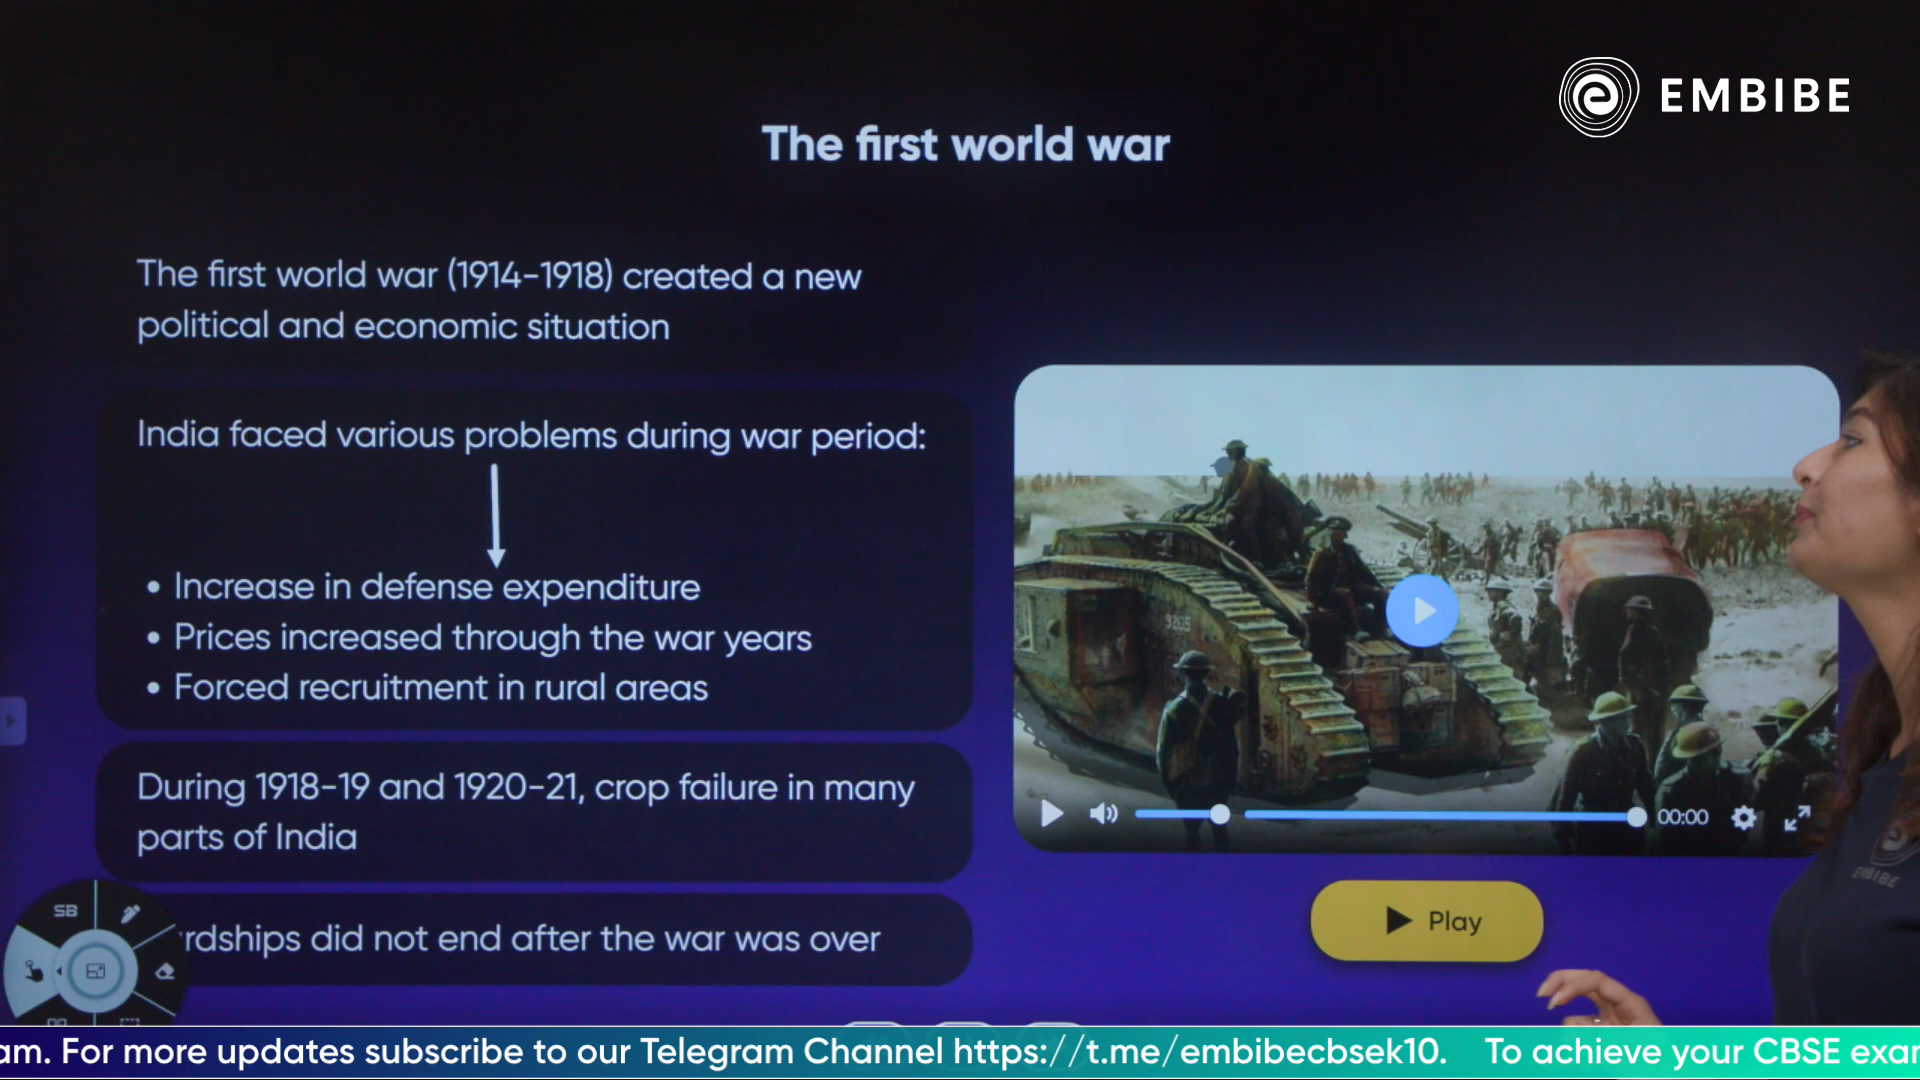 EMBIBE
The first world war
The first world war (1914-1918) created a new
political and economic situation
India faced various problems during war period:
• Increase in defense expenditure
• Prices increased through the war years
• Forced recruitment in rural areas
During 1918-19 and 1920-21, crop failure in many
parts of India
rdships did not end after the war was over
9205
00:00
Play
EMBIBE
SB
am. For more updates subscribe to our Telegram Channel https://t.me/embibecbsek10. To achieve your CBSE exar